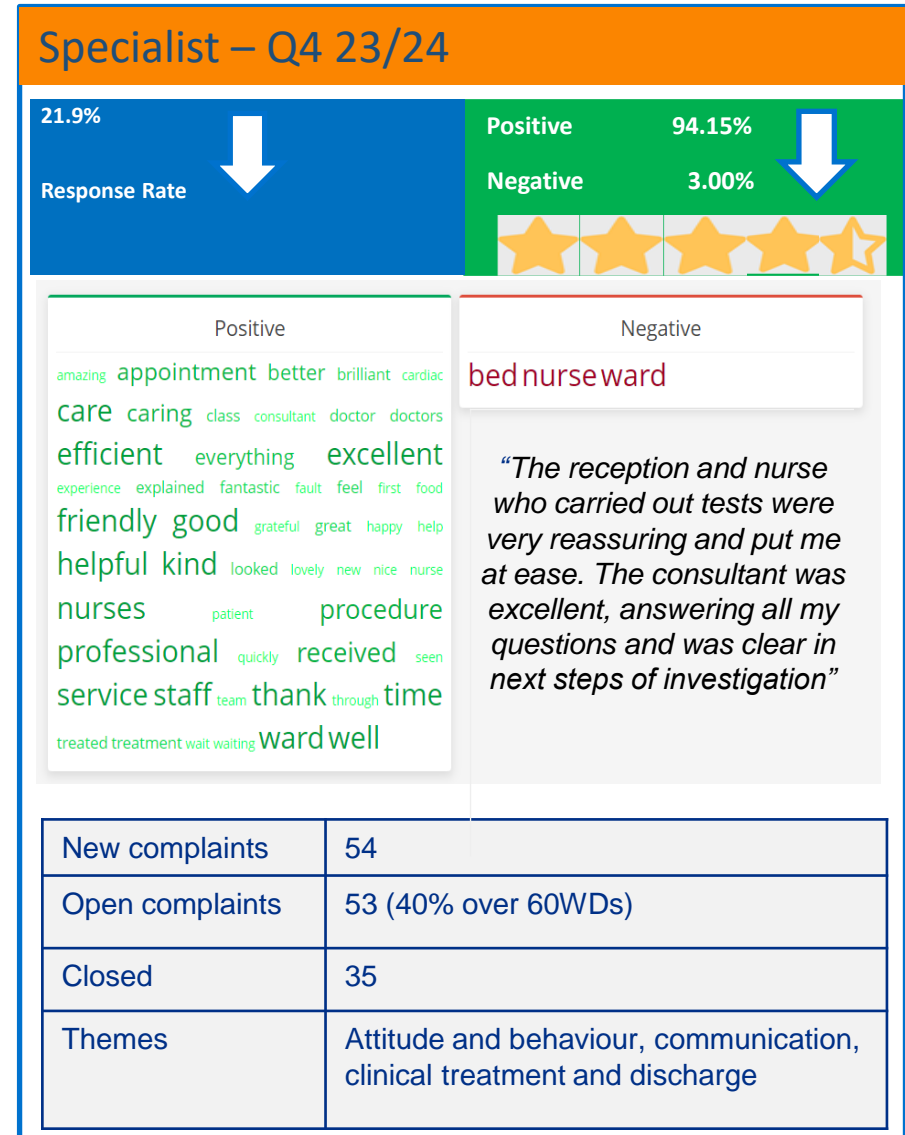 Specialist – Q4 23/24
21.9%
Response Rate
Positive 94.15%
Negative 3.00%
Positive
amazing appointment better brilliant cardiac
care caring class consultant doctor doctors
efficient everything excellent
experience explained fantastic fault feel first food
friendly good grateful great happy help
helpful kind looked lovely new nice nurse
nurses patient procedure
professional quickly received seen
service staff team thank through time
treated treatment wait waiting ward well
Negative
bed nurse ward
“The reception and nurse
who carried out tests were
very reassuring and put me
at ease. The consultant was
excellent, answering all my
questions and was clear in
next steps of investigation”
New complaints 54
Open complaints 53 (40% over 60WDs)
Closed 35
Themes Attitude and behaviour, communication,
clinical treatment and discharge